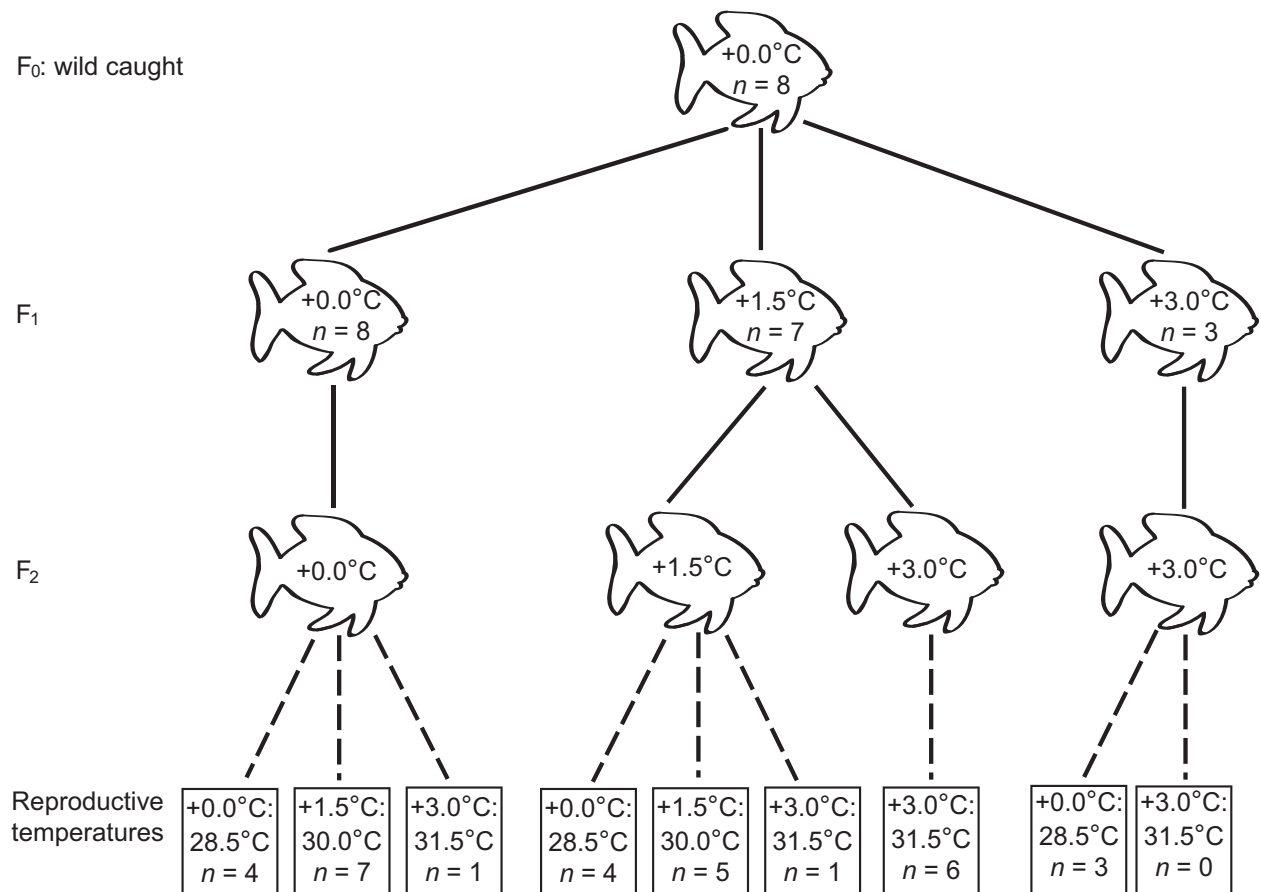 F₀: wild caught
+0.0°C
n = 8
F₁
+0.0°C
n = 8
+1.5°C
n = 7
+3.0°C
n = 3
F₂
+0.0°C
+1.5°C
+3.0°C
+3.0°C
Reproductive
temperatures
+0.0°C:
28.5°C
n = 4
+1.5°C:
30.0°C
n = 7
+3.0°C:
31.5°C
n = 1
+0.0°C:
28.5°C
n = 4
+1.5°C:
30.0°C
n = 5
+3.0°C:
31.5°C
n = 1
+3.0°C:
31.5°C
n = 6
+0.0°C:
28.5°C
n = 3
+3.0°C:
31.5°C
n = 0